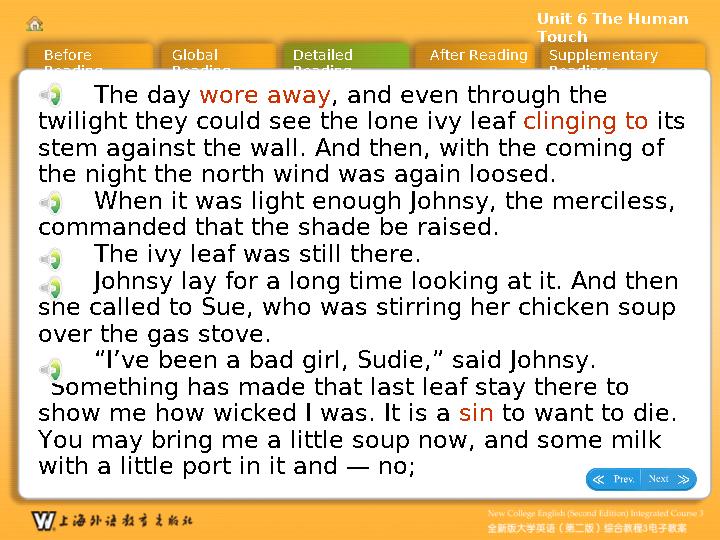 Unit 6 The Human
Touch
Before
Reading
Global
Reading
Detailed
Reading
After Reading
Supplementary
Reading
The day wore away, and even through the
twilight they could see the lone ivy leaf clinging to its
stem against the wall. And then, with the coming of
the night the north wind was again loosed.
When it was light enough Johnsy, the merciless,
commanded that the shade be raised.
The ivy leaf was still there.
Johnsy lay for a long time looking at it. And then
she called to Sue, who was stirring her chicken soup
over the gas stove.
“I’ve been a bad girl, Sudie,” said Johnsy.
“Something has made that last leaf stay there to
show me how wicked I was. It is a sin to want to die.
You may bring me a little soup now, and some milk
with a little port in it and — no;
Prev. Next
上海外语教育出版社
New College English (Second Edition) Integrated Course 3
全新版大学英语（第二版）综合教程3电子教案